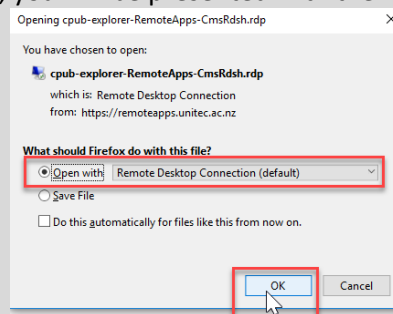 Opening cpub-explorer-RemoteApps-CmsRdsh.rdp
You have chosen to open:
cpub-explorer-RemoteApps-CmsRdsh.rdp
which is: Remote Desktop Connection
from: https://remoteapps.unitec.ac.nz
What should Firefox do with this file?
Open with Remote Desktop Connection (default)
Save File
Do this automatically for files like this from now on.
OK Cancel